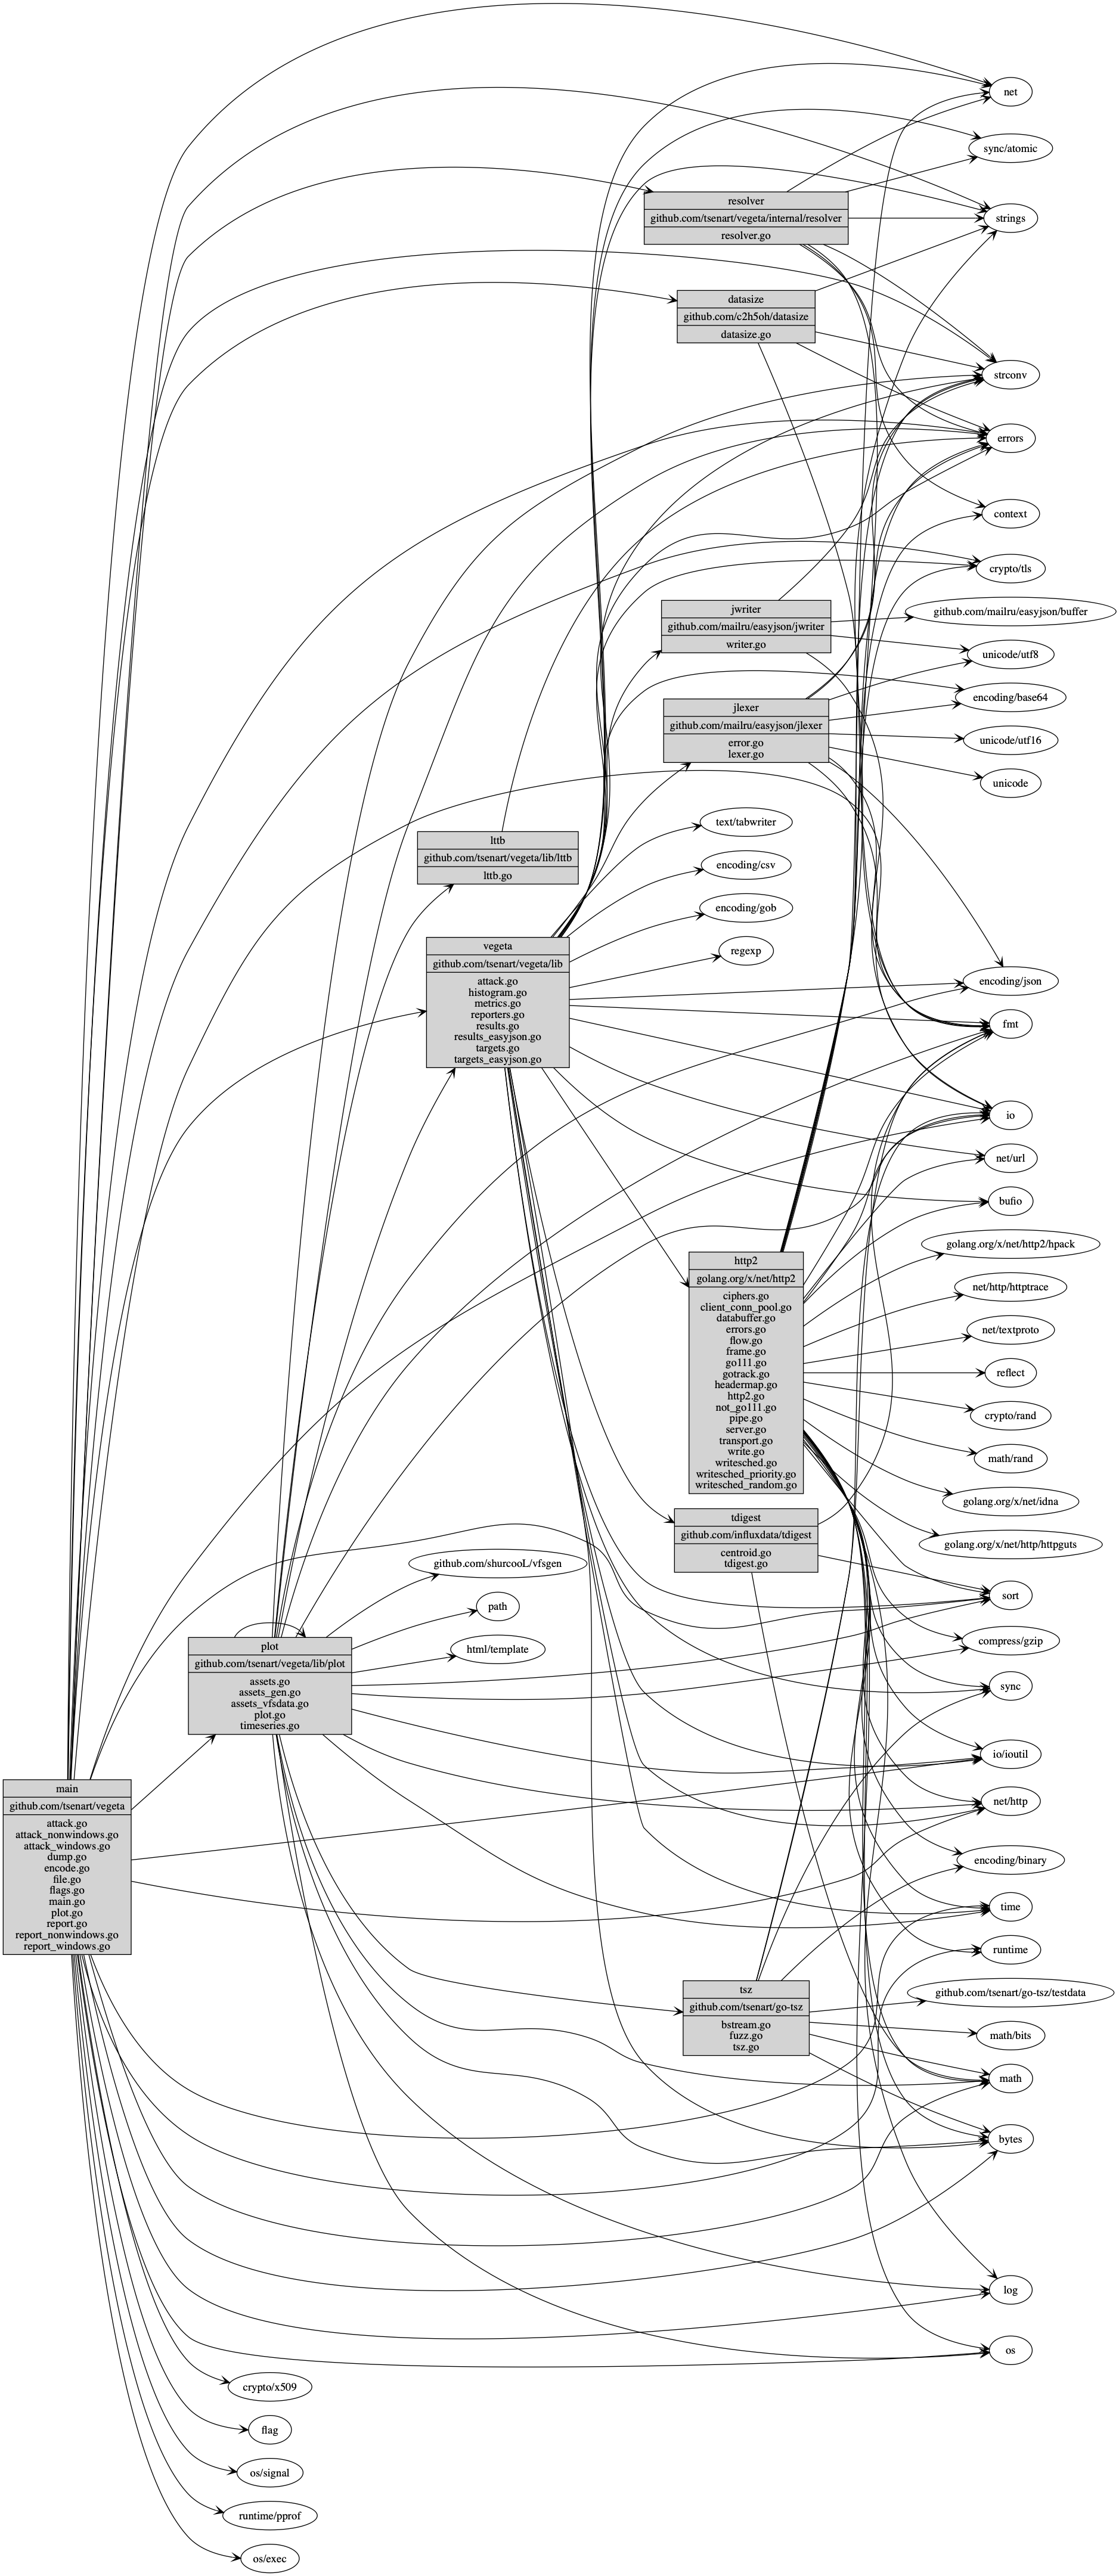 net
sync/atomic
resolver
github.com/tsenart/vegeta/internal/resolver
resolver.go
strings
datasize
github.com/c2h5oh/datasize
datasize.go
strconv
errors
context
crypto/tls
jwriter
github.com/mailru/easyjson/jwriter
writer.go
github.com/mailru/easyjson/buffer
unicode/utf8
encoding/base64
jlexer
github.com/mailru/easyjson/jlexer
error.go
lexer.go
unicode/utf16
unicode
text/tabwriter
lttb
github.com/tsenart/vegeta/lib/lttb
lttb.go
encoding/csv
encoding/gob
regexp
vegeta
github.com/tsenart/vegeta/lib
attack.go
histogram.go
metrics.go
reporters.go
results.go
results_easyjson.go
targets.go
targets_easyjson.go
encoding/json
fmt
io
net/url
bufio
golang.org/x/net/http2/hpack
http2
golang.org/x/net/http2
ciphers.go
client_conn_pool.go
databuffer.go
errors.go
flow.go
frame.go
go111.go
gotrack.go
headermap.go
http2.go
not_go111.go
pipe.go
server.go
transport.go
write.go
writesched.go
writesched_priority.go
writesched_random.go
net/http/httptrace
net/textproto
reflect
crypto/rand
math/rand
golang.org/x/net/idna
golang.org/x/net/http/httpguts
tdigest
github.com/influxdata/tdigest
centroid.go
tdigest.go
github.com/shurcooL/vfsgen
path
html/template
sort
compress/gzip
sync
plot
github.com/tsenart/vegeta/lib/plot
assets.go
assets_gen.go
assets_vfsdata.go
plot.go
timeseries.go
io/ioutil
net/http
encoding/binary
main
github.com/tsenart/vegeta
attack.go
attack_nonwindows.go
attack_windows.go
dump.go
encode.go
file.go
flags.go
main.go
plot.go
report.go
report_nonwindows.go
report_windows.go
time
runtime
tsz
github.com/tsenart/go-tsz
bstream.go
fuzz.go
tsz.go
github.com/tsenart/go-tsz/testdata
math/bits
math
bytes
log
os
crypto/x509
flag
os/signal
runtime/pprof
os/exec